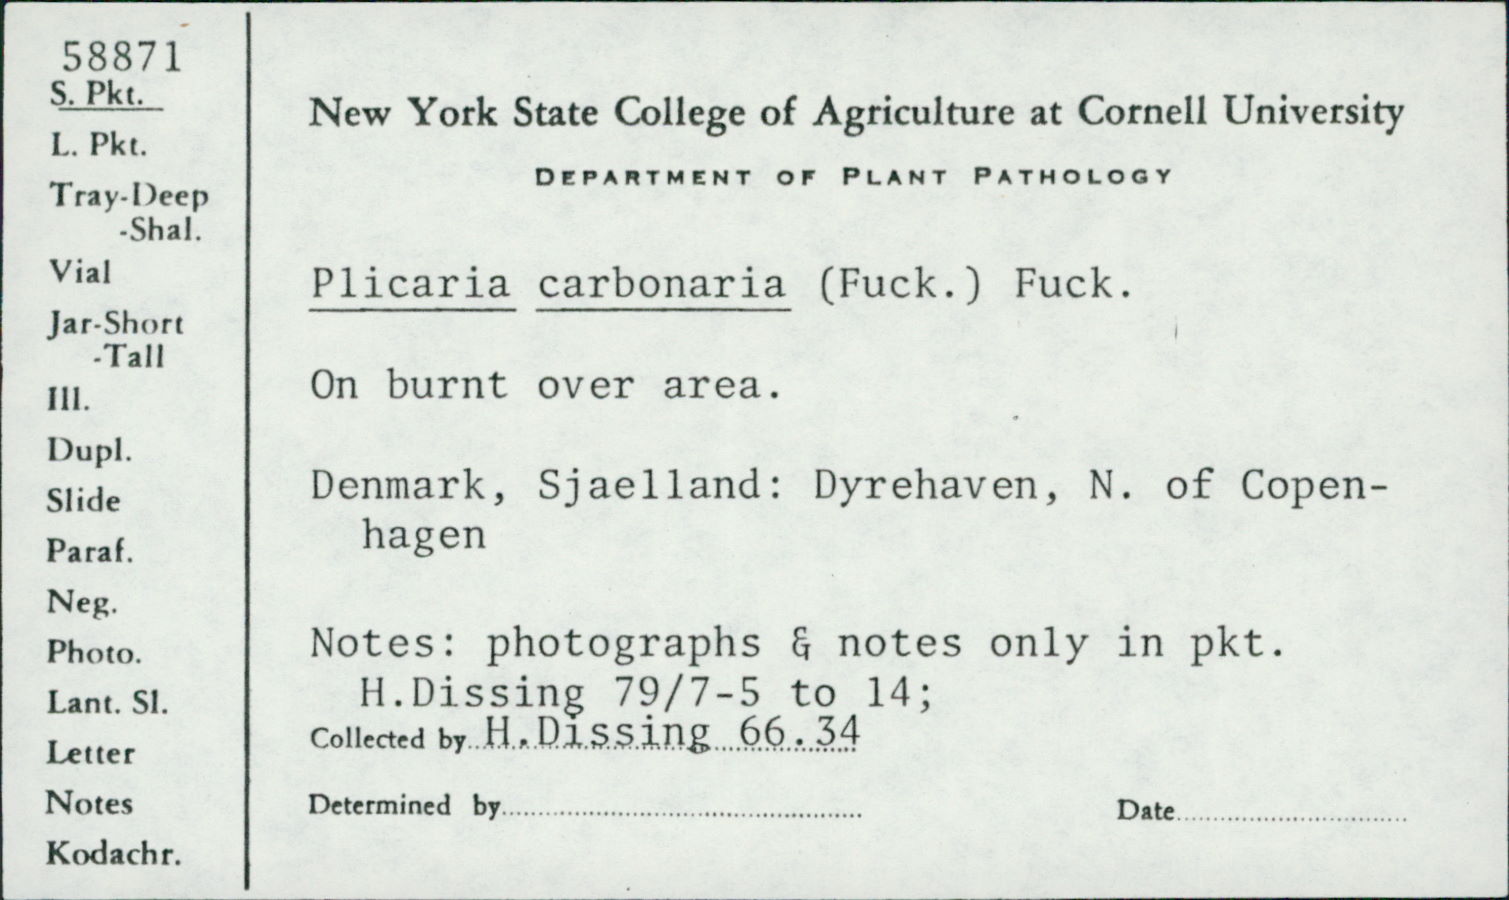 58871
S. Pkt.
L. Pkt.
Tray-Deep
-Shal.
Vial
Jar-Short
-Tall
Ill.
Dupl.
Slide
Paraf.
Neg.
Photo.
Lant. Sl.
Letter
Notes
Kodachr.
New York State College of Agriculture at Cornell University
DEPARTMENT OF PLANT PATHOLOGY
Plicaria carbonaria (Fuck.) Fuck.
On burnt over area.
Denmark, Sjaelland: Dyrehaven, N. of Copen-
hagen
Notes: photographs & notes only in pkt.
H.Dissing 79/7-5 to 14;
Collected by H.Dissing 66.34
Determined by
Date